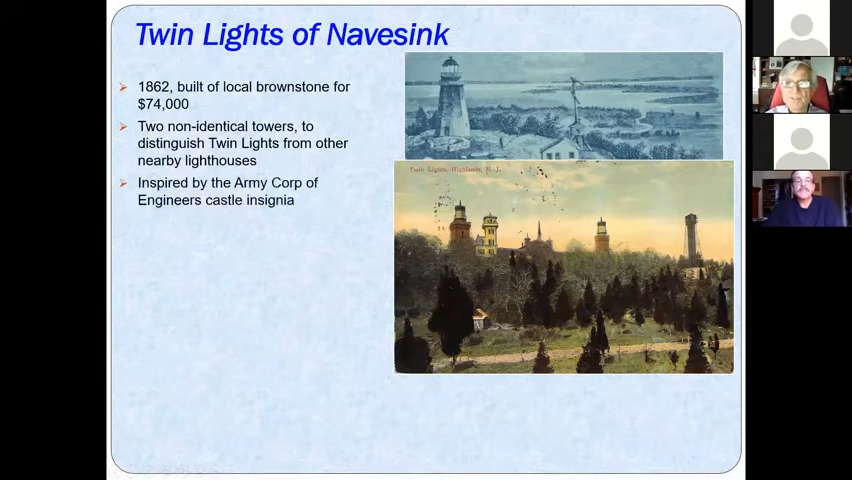 Twin Lights of Navesink
1862, built of local brownstone for
$74,000
Two non-identical towers, to
distinguish Twin Lights from other
nearby lighthouses
Inspired by the Army Corp of
Engineers castle insignia
Twin Lights, Highlands, N. J.